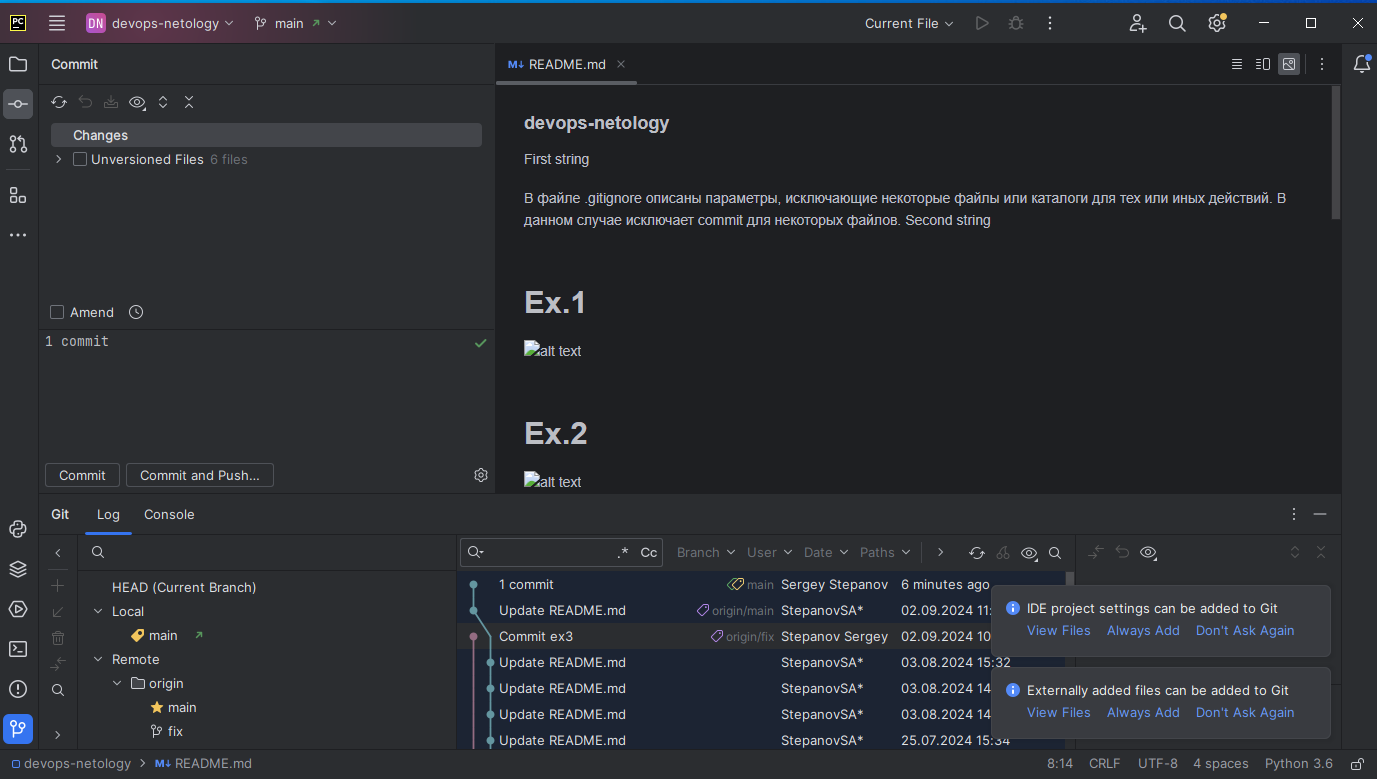 PC DN devops-netology main Current File
Commit
README.md
Changes
Unversioned Files 6 files
Amend
1 commit
Commit Commit and Push...
devops-netology
First string
В файле .gitignore описаны параметры, исключающие некоторые файлы или каталоги для тех или иных действий. В
данном случае исключает commit для некоторых файлов. Second string
Ex.1
alt text
Ex.2
alt text
Git Log Console
.* Cc Branch User Date Paths
HEAD (Current Branch)
Local
main
Remote
origin
main
fix
1 commit main Sergey Stepanov 6 minutes ago
Update README.md origin/main StepanovSA* 02.09.2024 11:
Commit ex3 origin/fix Stepanov Sergey 02.09.2024 10
Update README.md StepanovSA* 03.08.2024 15:32
Update README.md StepanovSA* 03.08.2024 14
Update README.md StepanovSA* 03.08.2024 14
Update README.md StepanovSA* 25.07.2024 15:34
IDE project settings can be added to Git
View Files Always Add Don't Ask Again
Externally added files can be added to Git
View Files Always Add Don't Ask Again
devops-netology > M↓ README.md 8:14 CRLF UTF-8 4 spaces Python 3.6